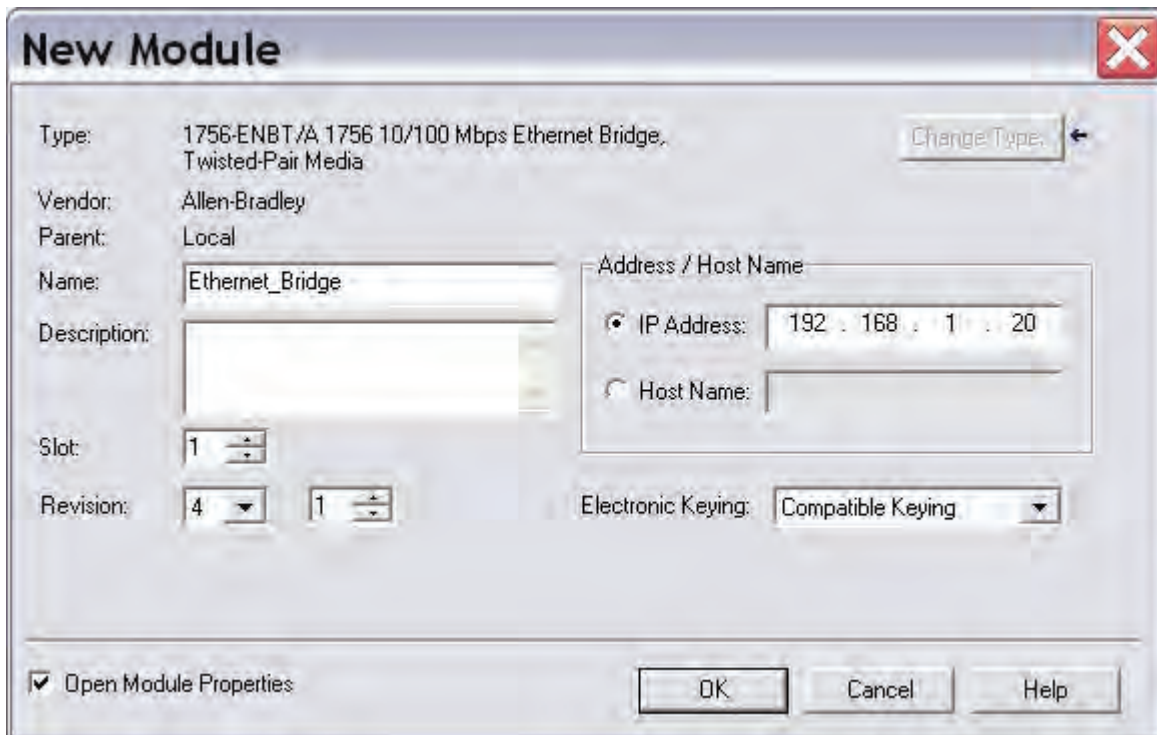 New Module
Type: 1756-ENBT/A 1756 10/100 Mbps Ethernet Bridge,
Twisted-Pair Media
Change Type.
Vendor: Allen-Bradley
Parent: Local
Name: Ethernet_Bridge
Description:
Slot: 1
Revision: 4 1
Address / Host Name
IP Address: 192 . 168 . 1 . 20
Host Name:
Electronic Keying: Compatible Keying
Open Module Properties
OK Cancel Help